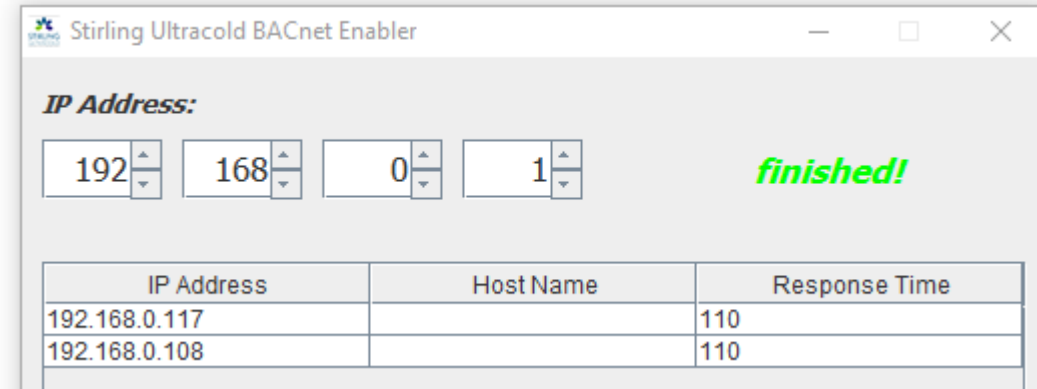 Stirling Ultracold BACnet Enabler
IP Address:
192 168 0 1 finished!
IP Address Host Name Response Time
192.168.0.117 110
192.168.0.108 110